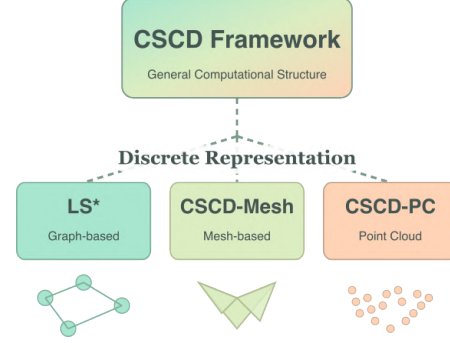 CSCD Framework
General Computational Structure
Discrete Representation
LS*
Graph-based
CSCD-Mesh
Mesh-based
CSCD-PC
Point Cloud